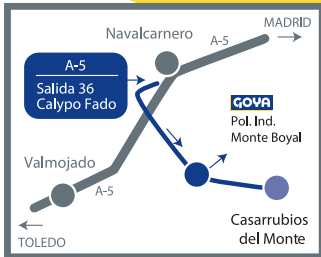 MADRID
Navalcarnero
A-5
A-5
Salida 36
Calypo Fado
GOYA
Pol. Ind.
Monte Boyal
Valmojado
A-5
Casarrubios
del Monte
TOLEDO